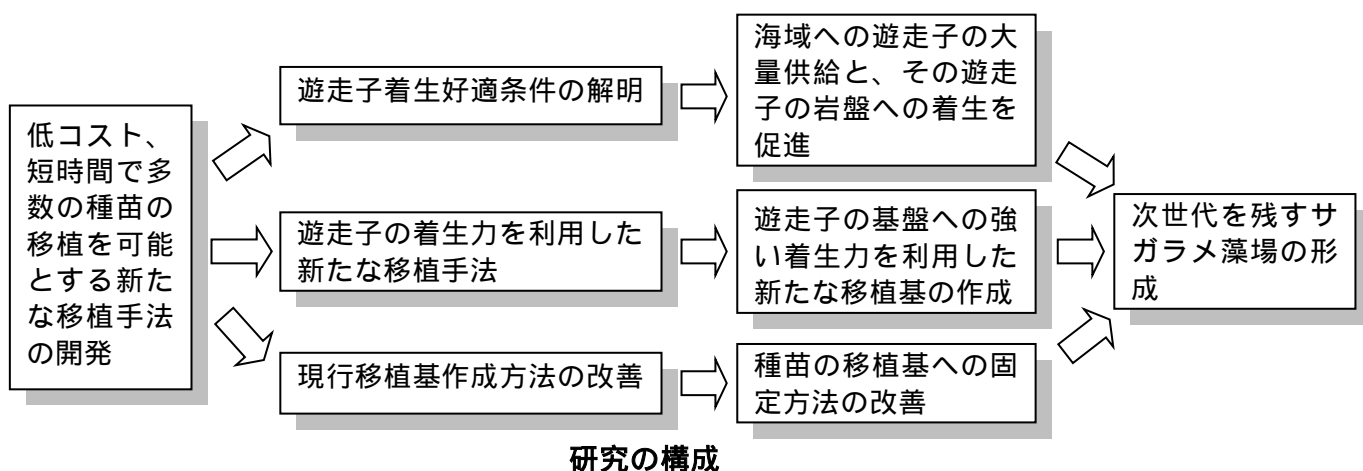 低コスト、
短時間で多
数の種苗の
移植を可能
とする新た
な移植手法
の開発
遊走子着生好適条件の解明
海域への遊走子の大
量供給と、その遊走
子の岩盤への着生を
促進
遊走子の着生力を利用した
新たな移植手法
遊走子の基盤への強
い着生力を利用した
新たな移植基の作成
現行移植基作成方法の改善
種苗の移植基への固
定方法の改善
次世代を残すサ
ガラメ藻場の形
成
研究の構成